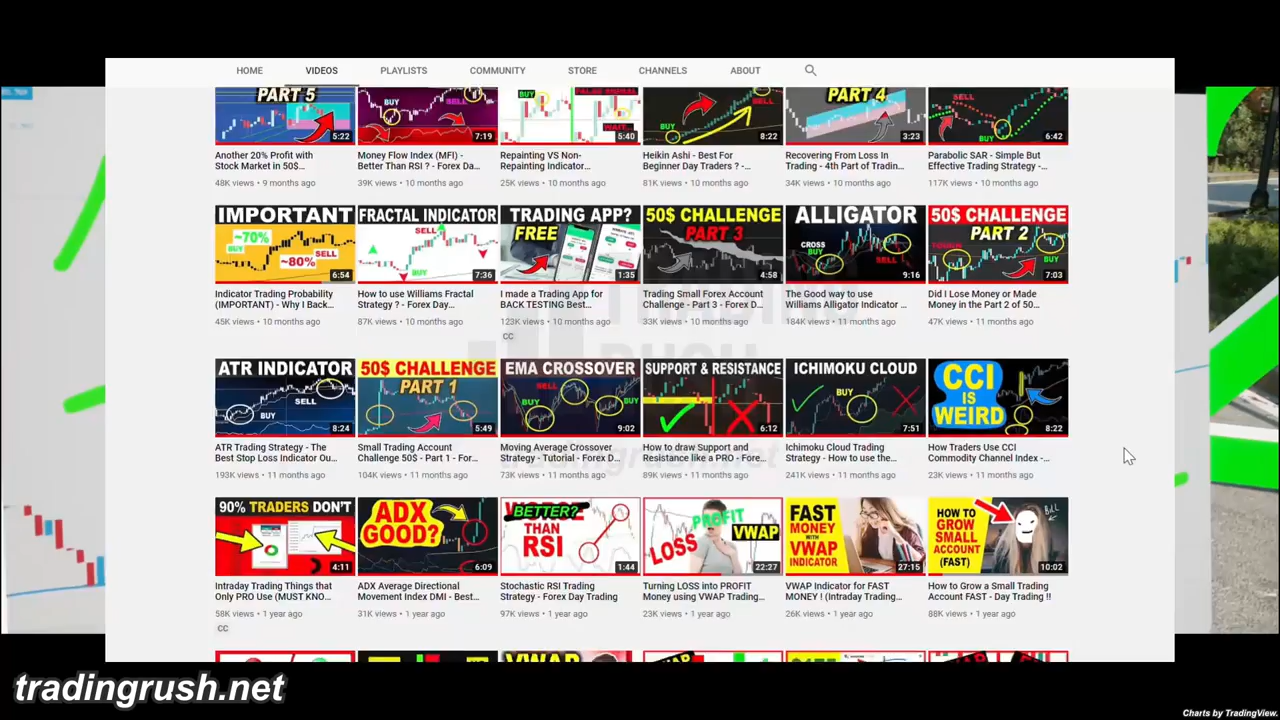 HOME VIDEOS PLAYLISTS COMMUNITY STORE CHANNELS ABOUT
PART 5
5:22
BUY SELL
7:19
BUY
WAIT...
5:40
SELL
BUY
8:22
PART 4
3:23
SELL
BUY
6:42
Another 20% Profit with
Stock Market in 50$...
48K views • 9 months ago
Money Flow Index (MFI) -
Better Than RSI ? - Forex Da...
39K views • 10 months ago
Repainting VS Non-
Repainting Indicator...
25K views • 10 months ago
Heikin Ashi - Best For
Beginner Day Traders ? -...
81K views • 10 months ago
Recovering From Loss In
Trading - 4th Part of Tradin...
34K views • 10 months ago
Parabolic SAR - Simple But
Effective Trading Strategy -...
117K views • 10 months ago
IMPORTANT
~70%
BUY
~80% SELL
6:54
FRACTAL INDICATOR
SELL
BUY
7:36
TRADING APP?
FREE
1:35
50$ CHALLENGE
PART 3
4:58
ALLIGATOR
CROSS
BUY
SELL
9:16
50$ CHALLENGE
PART 2
BUY
7:03
Indicator Trading Probability
(IMPORTANT) - Why I Back...
45K views • 10 months ago
How to use Williams Fractal
Strategy ? - Forex Day...
87K views • 10 months ago
I made a Trading App for
BACK TESTING Best...
123K views • 10 months ago
CC
Trading Small Forex Account
Challenge - Part 3 - Forex D...
33K views • 10 months ago
The Good way to use
Williams Alligator Indicator ...
184K views • 11 months ago
Did I Lose Money or Made
Money in the Part 2 of 50...
47K views • 11 months ago
ATR INDICATOR
SELL
BUY
8:24
50$ CHALLENGE
PART 1
5:49
EMA CROSSOVER
SELL
BUY
BUY
9:02
SUPPORT & RESISTANCE
6:12
ICHIMOKU CLOUD
BUY
7:51
CCI
IS
WEIRD
8:22
ATR Trading Strategy - The
Best Stop Loss Indicator Ou...
193K views • 11 months ago
Small Trading Account
Challenge 50$ - Part 1 - For...
104K views • 11 months ago
Moving Average Crossover
Strategy - Tutorial - Forex D...
73K views • 11 months ago
How to draw Support and
Resistance like a PRO - Fore...
89K views • 11 months ago
Ichimoku Cloud Trading
Strategy - How to use the...
241K views • 11 months ago
How Traders Use CCI
Commodity Channel Index -...
23K views • 11 months ago
90% TRADERS DON'T
4:11
ADX
GOOD?
6:09
BETTER?
THAN
RSI
1:44
PROFIT
LOSS
VWAP
22:27
FAST
MONEY
WITH
VWAP
INDICATOR
27:15
HOW TO
GROW
SMALL
ACCOUNT
(FAST)
Bill
10:02
Intraday Trading Things that
Only PRO Use (MUST KNO...
58K views • 1 year ago
CC
ADX Average Directional
Movement Index DMI - Best...
31K views • 1 year ago
Stochastic RSI Trading
Strategy - Forex Day Trading
97K views • 1 year ago
Turning LOSS into PROFIT
Money using VWAP Trading...
23K views • 1 year ago
VWAP Indicator for FAST
MONEY ! (Intraday Trading...
26K views • 1 year ago
How to Grow a Small Trading
Account FAST - Day Trading !!
88K views • 1 year ago
TRADING
RUSH
tradingrush.net
tradingrush.net
Charts by TradingView.